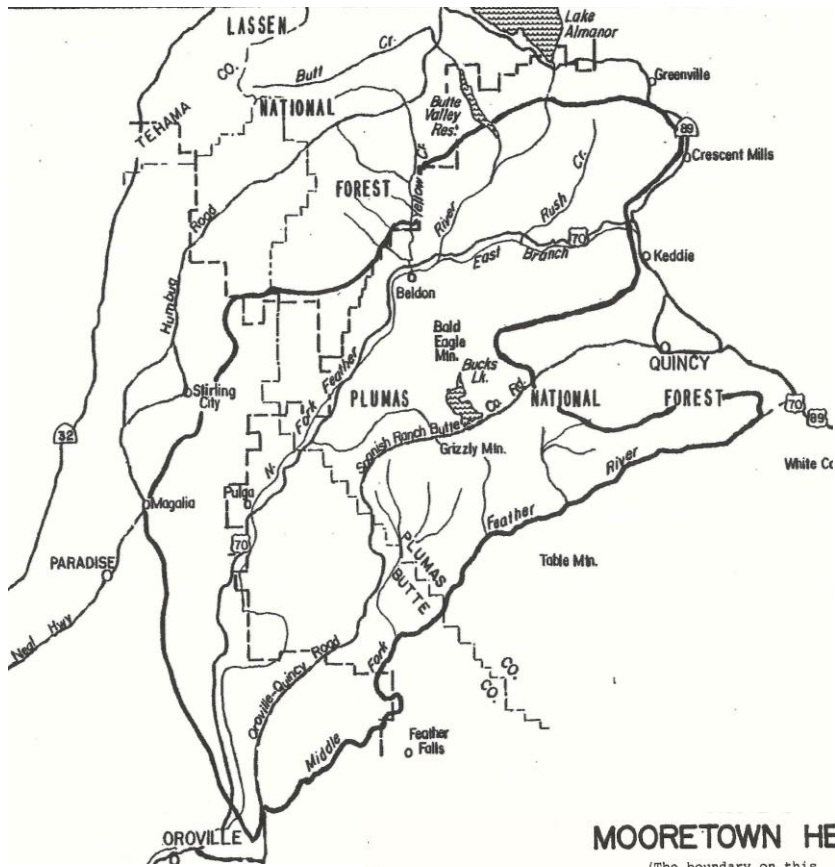 LASSEN
CO.
Butt Cr.
Lake
Almanor
NATIONAL
TEHAMA
Butte
Valley
Res.
Greenville
89
Crescent Mills
FOREST
Yellow Cr.
River
Rush Cr.
Humbug Road
East Branch
70
Keddie
Beldon
Bald
Eagle
Mtn.
Bucks
Lk.
QUINCY
Stirling
City
N. Fork Feather
PLUMAS
NATIONAL
FOREST
70
89
32
Spanish Ranch Butte Co. Rd.
Grizzly Mtn.
River
White Co
Magalia
Pulga
70
Feather
PLUMAS
BUTTE
Table Mtn.
PARADISE
Neal Hwy
Oroville-Quincy Road
Fork
CO.
CO.
Middle
Feather
Falls
OROVILLE
MOORETOWN HE
(The boundary on this